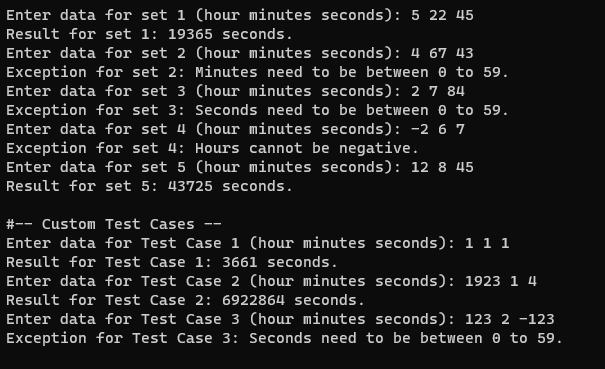 Enter data for set 1 (hour minutes seconds): 5 22 45
Result for set 1: 19365 seconds.
Enter data for set 2 (hour minutes seconds): 4 67 43
Exception for set 2: Minutes need to be between 0 to 59.
Enter data for set 3 (hour minutes seconds): 2 7 84
Exception for set 3: Seconds need to be between 0 to 59.
Enter data for set 4 (hour minutes seconds): -2 6 7
Exception for set 4: Hours cannot be negative.
Enter data for set 5 (hour minutes seconds): 12 8 45
Result for set 5: 43725 seconds.

#-- Custom Test Cases --
Enter data for Test Case 1 (hour minutes seconds): 1 1 1
Result for Test Case 1: 3661 seconds.
Enter data for Test Case 2 (hour minutes seconds): 1923 1 4
Result for Test Case 2: 6922864 seconds.
Enter data for Test Case 3 (hour minutes seconds): 123 2 -123
Exception for Test Case 3: Seconds need to be between 0 to 59.